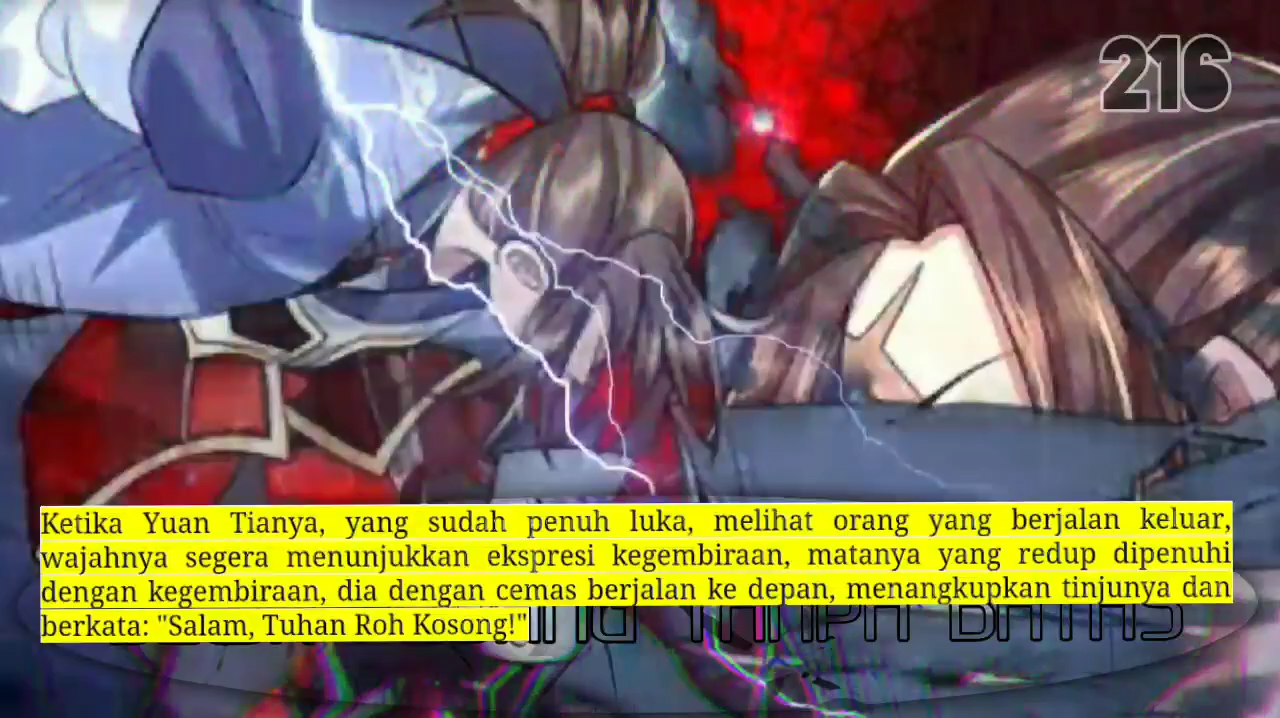 216
Ketika Yuan Tianya, yang sudah penuh luka, melihat orang yang berjalan keluar,
wajahnya segera menunjukkan ekspresi kegembiraan, matanya yang redup dipenuhi
dengan kegembiraan, dia dengan cemas berjalan ke depan, menangkupkan tinjunya dan
berkata: "Salam, Tuhan Roh Kosong!"
TANPA BATAS